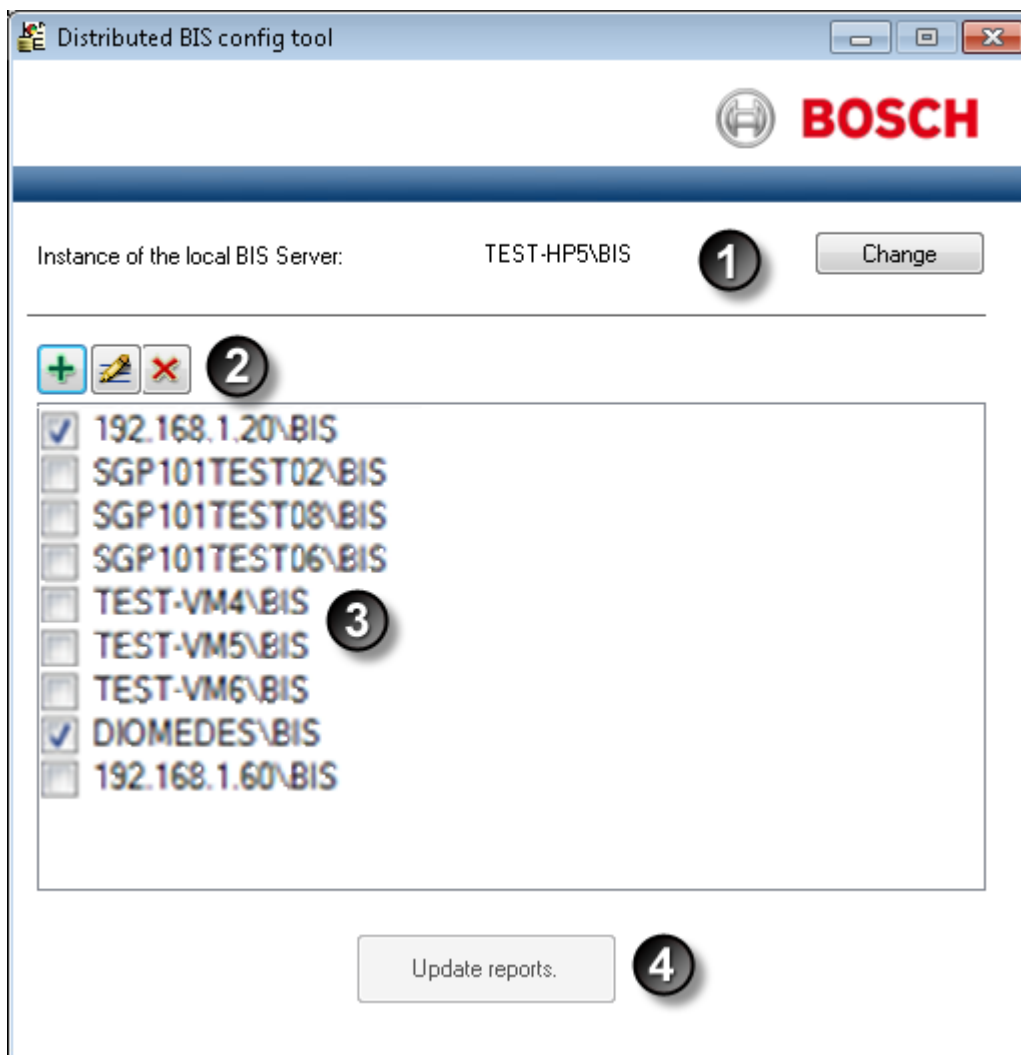 Distributed BIS config tool
BOSCH
Instance of the local BIS Server: TEST-HP5\BIS 1 Change
2
192.168.1.20\BIS
SGP101TEST02\BIS
SGP101TEST08\BIS
SGP101TEST06\BIS
TEST-VM4\BIS
3
TEST-VM5\BIS
TEST-VM6\BIS
DIOMEDES\BIS
192.168.1.60\BIS
Update reports. 4